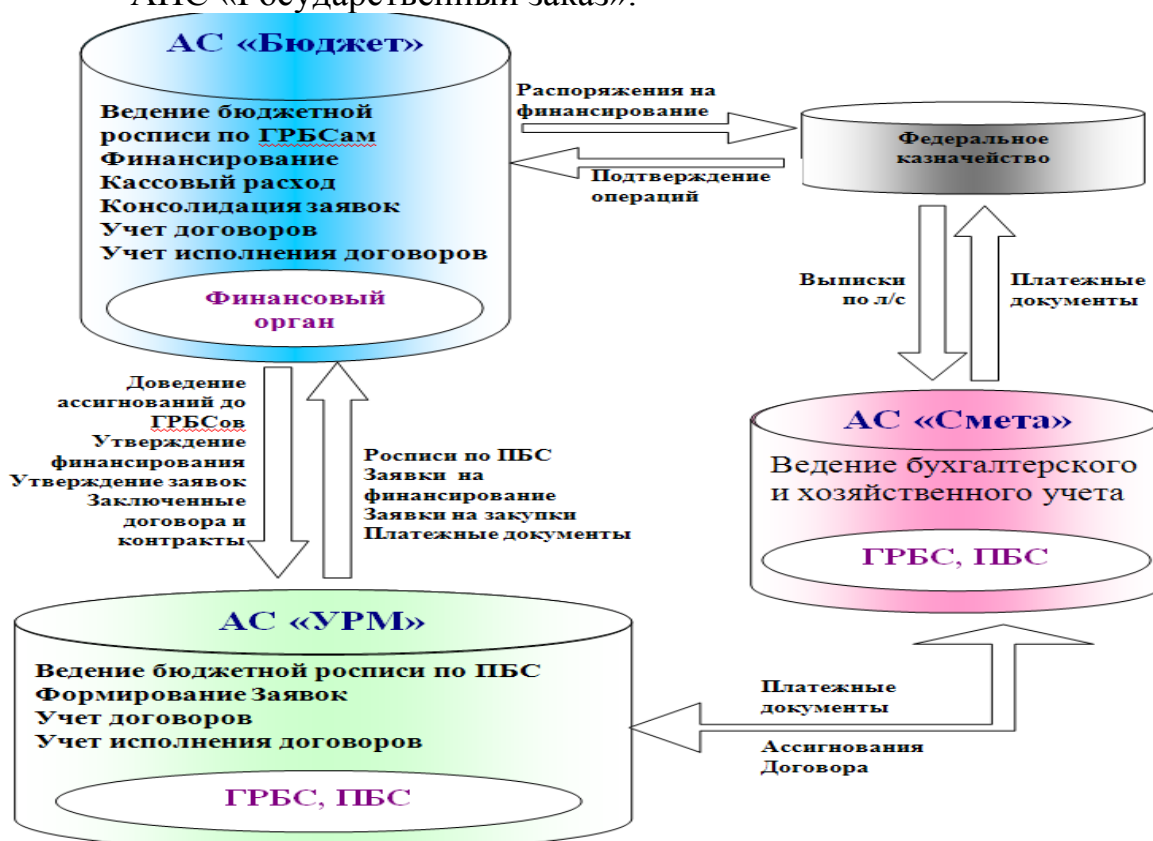 АИС «Государственный заказ».
АС «Бюджет»
Ведение бюджетной
росписи по ГРБСам
Финансирование
Кассовый расход
Консолидация заявок
Учет договоров
Учет исполнения договоров
Финансовый
орган
Распоряжения на
финансирование
Подтверждение
операций
Федеральное
казначейство
Выписки
по л/с
Платежные
документы
Доведение
ассигнований до
ГРБСов
Утверждение
финансирования
Утверждение заявок
Заключенные
договора и
контракты
Росписи по ПБС
Заявки на
финансирование
Заявки на закупки
Платежные документы
АС «Смета»
Ведение бухгалтерского
и хозяйственного учета
ГРБС, ПБС
АС «УРМ»
Ведение бюджетной росписи по ПБС
Формирование Заявок
Учет договоров
Учет исполнения договоров
ГРБС, ПБС
Платежные
документы
Ассигнования
Договора